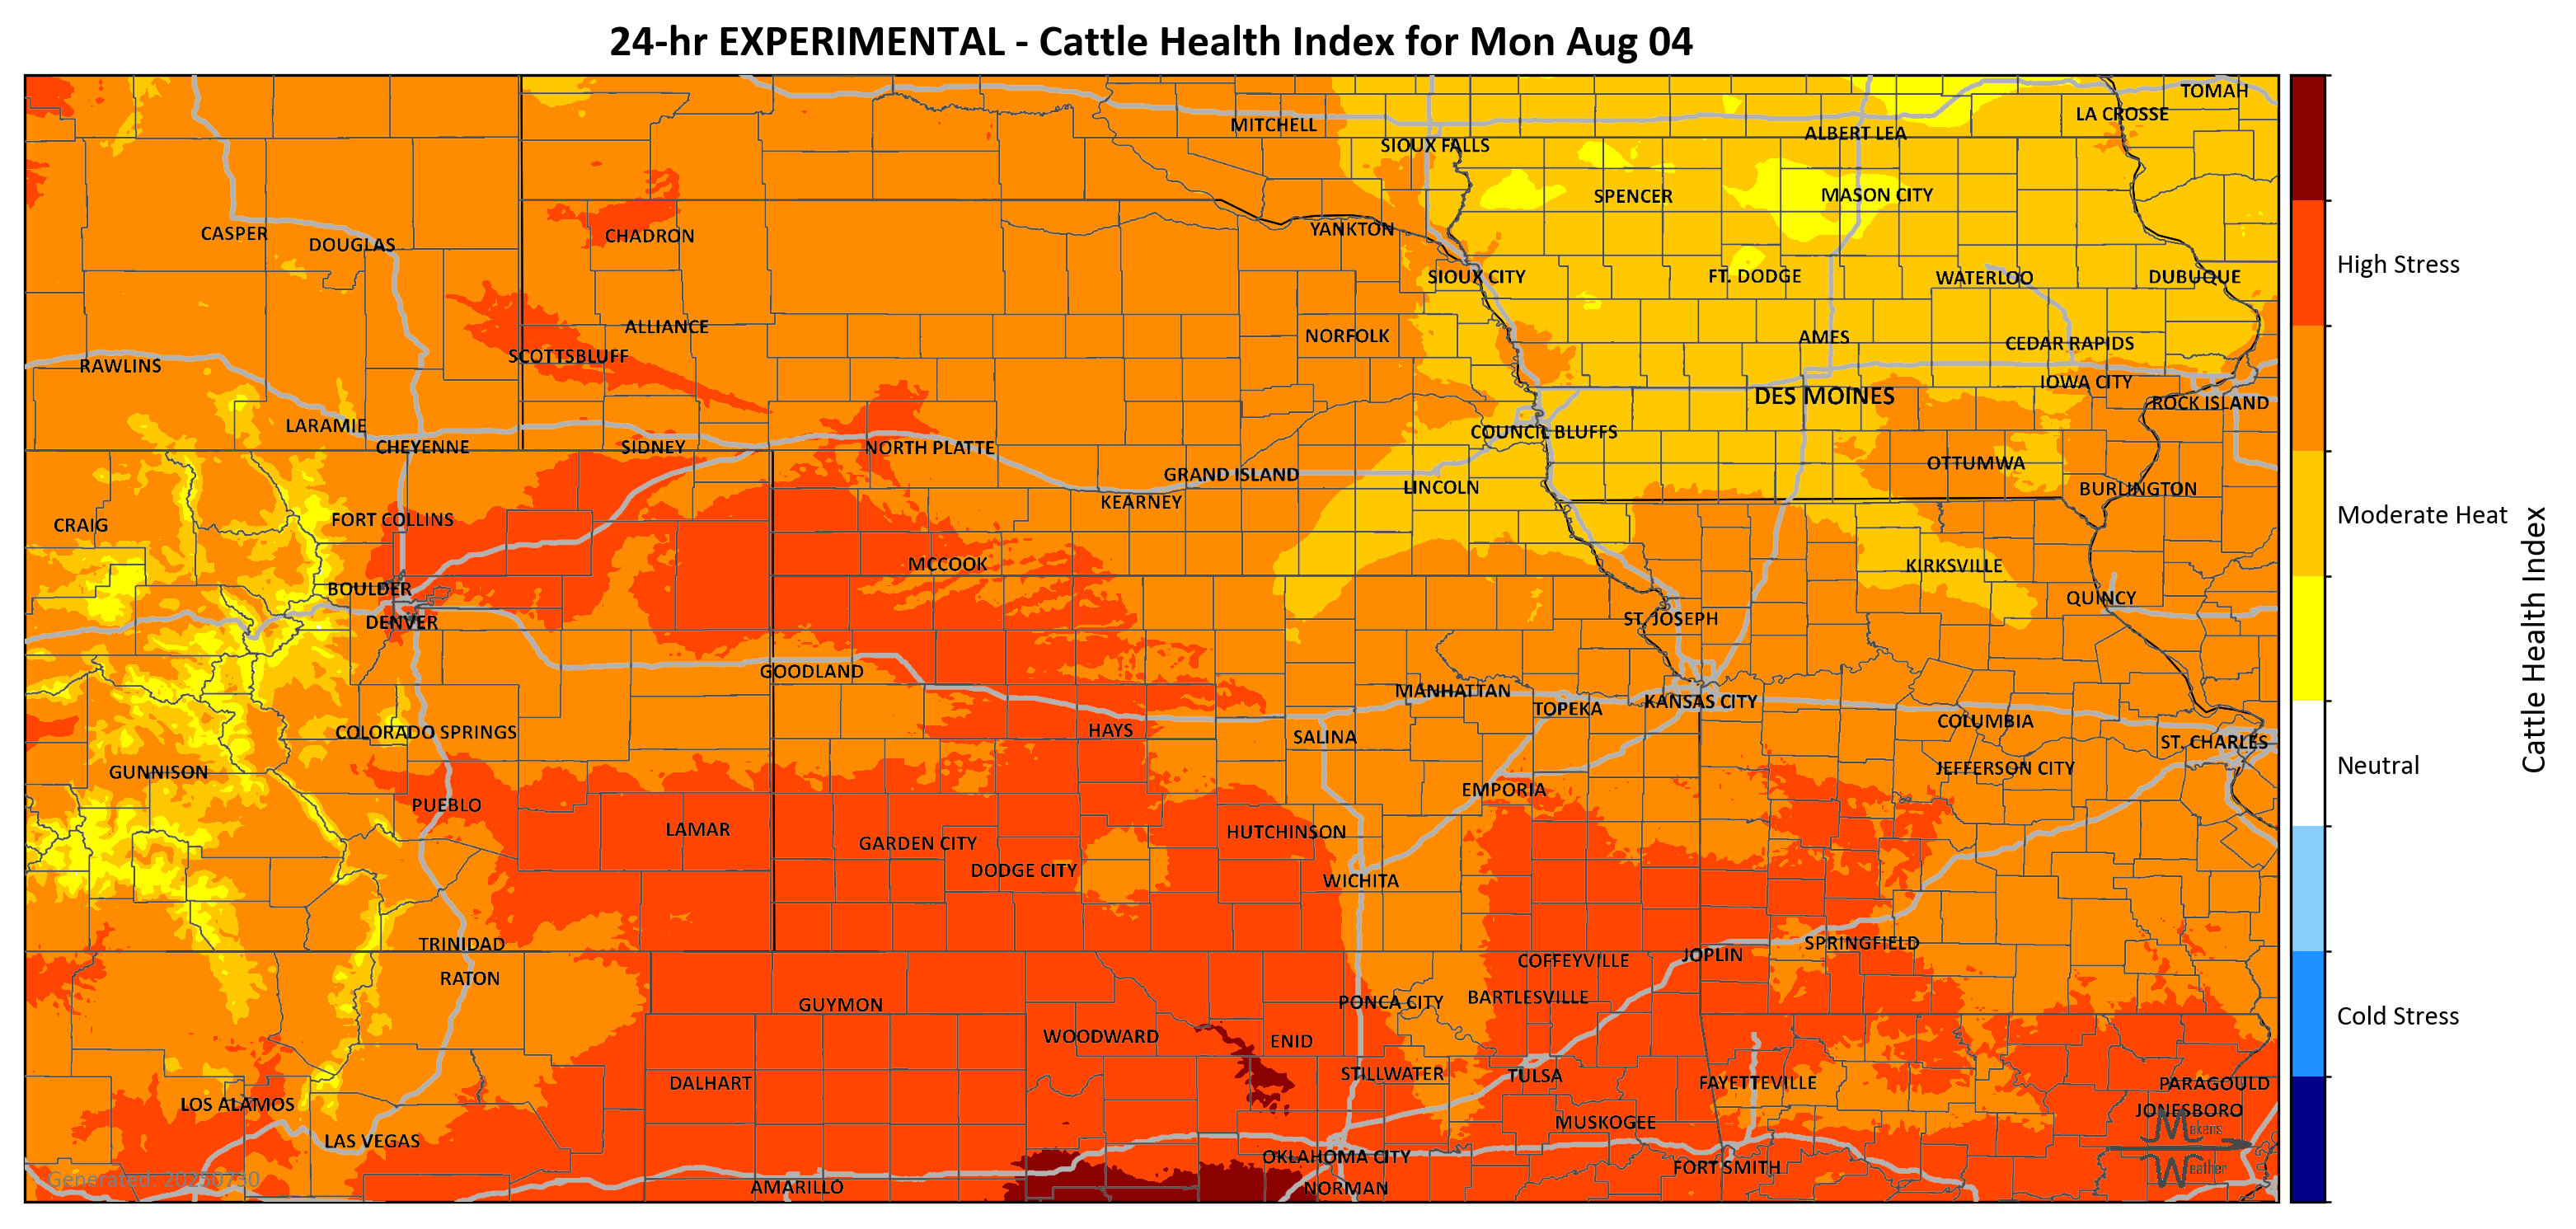 24-hr EXPERIMENTAL - Cattle Health Index for Mon Aug 04
TOMAH
LA CROSSE
MITCHELL
ALBERT LEA
SIOUX FALLS
SPENCER
MASON CITY
CASPER
DOUGLAS
CHADRON
YANKTON
SIOUX CITY
FT. DODGE
WATERLOO
DUBUQUE
High Stress
ALLIANCE
NORFOLK
AMES
CEDAR RAPIDS
SCOTTSBLUFF
RAWLINS
IOWA CITY
DES MOINES
ROCK ISLAND
LARAMIE
COUNCIL BLUFFS
CHEYENNE
SIDNEY
NORTH PLATTE
OTTUMWA
GRAND ISLAND
LINCOLN
BURLINGTON
KEARNEY
Moderate Heat
FORT COLLINS
CRAIG
MCCOOK
KIRKSVILLE
BOULDER
QUINCY
DENVER
ST. JOSEPH
Cattle Health Index
GOODLAND
MANHATTAN
KANSAS CITY
TOPEKA
COLUMBIA
COLORADO SPRINGS
HAYS
SALINA
ST. CHARLES
GUNNISON
JEFFERSON CITY
Neutral
EMPORIA
PUEBLO
LAMAR
HUTCHINSON
GARDEN CITY
DODGE CITY
WICHITA
TRINIDAD
SPRINGFIELD
JOPLIN
COFFEYVILLE
RATON
BARTLESVILLE
PONCA CITY
GUYMON
Cold Stress
WOODWARD
ENID
STILLWATER
TULSA
DALHART
FAYETTEVILLE
PARAGOULD
LOS ALAMOS
JONESBORO
MUSKOGEE
Makens
LAS VEGAS
OKLAHOMA CITY
FORT SMITH
Weather
Generated: 20250730
AMARILLO
NORMAN